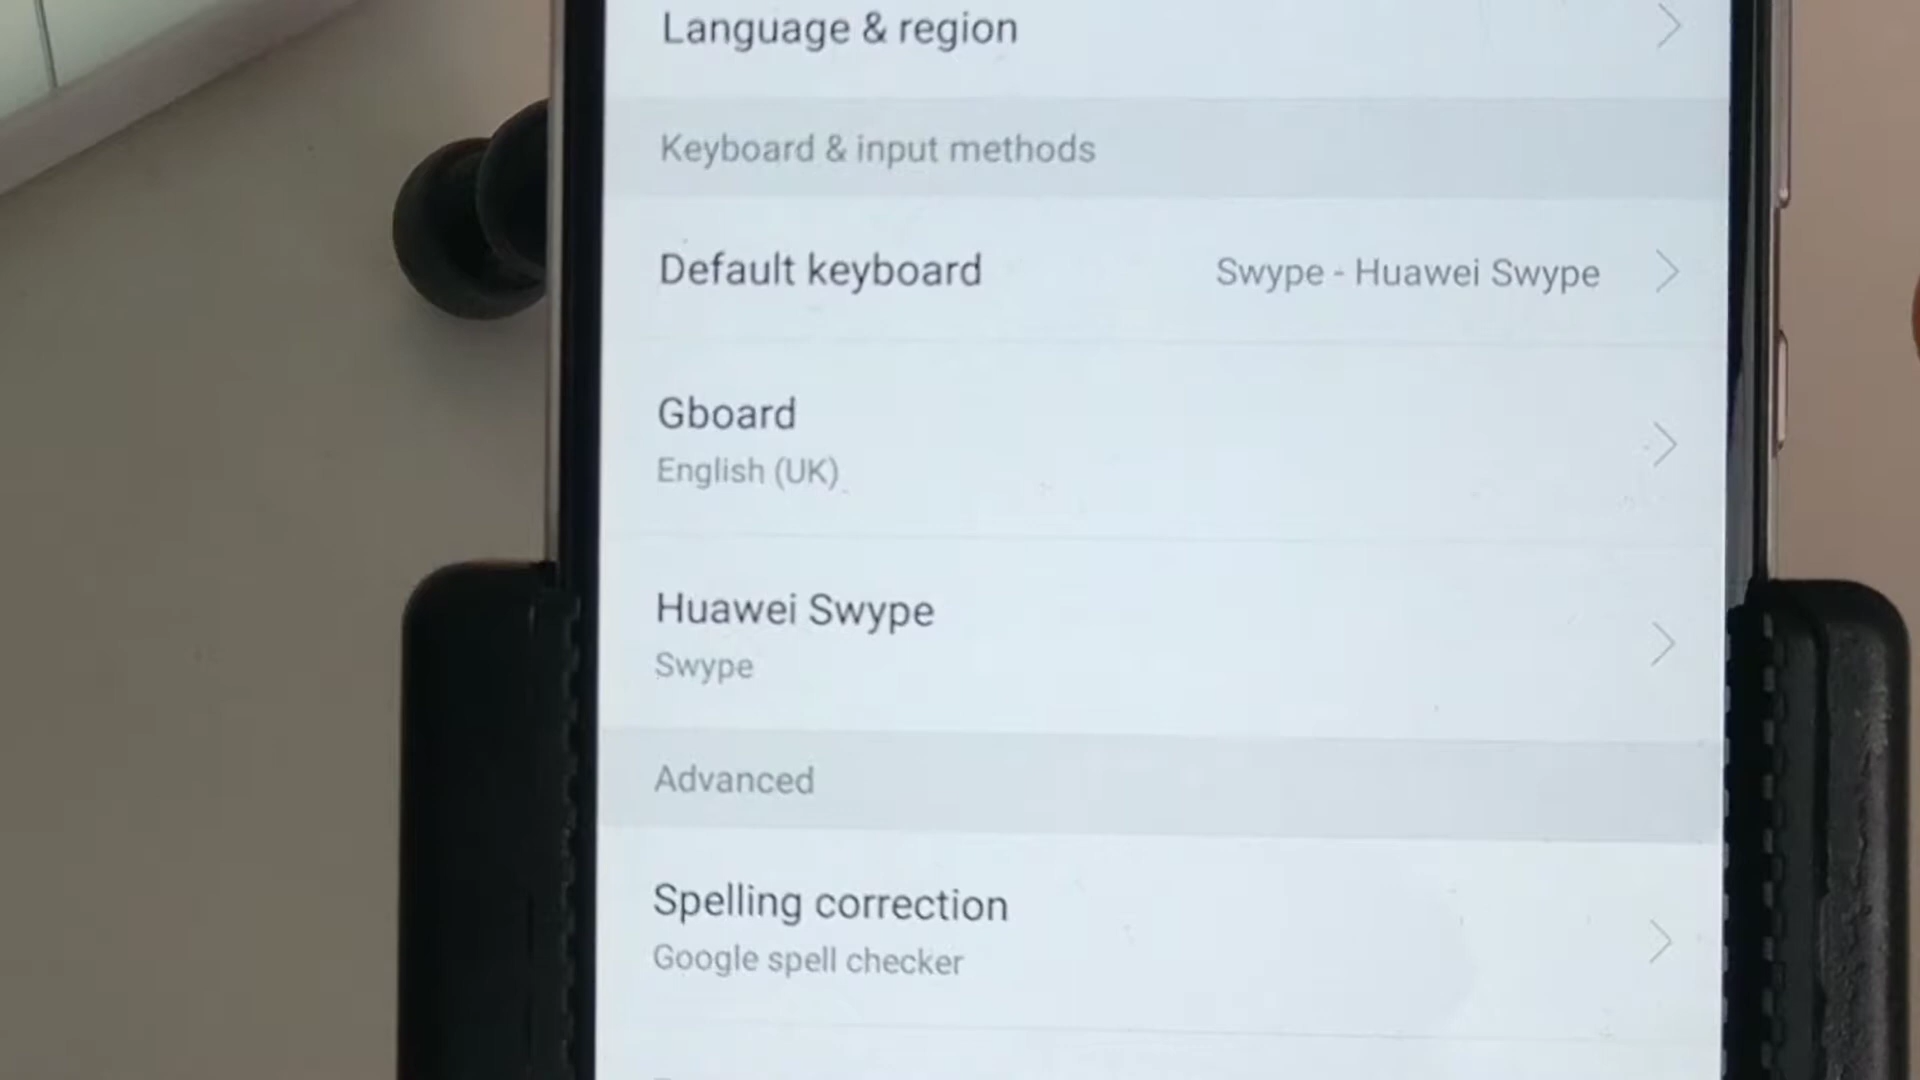 Language & region
Keyboard & input methods
Default keyboard Swype - Huawei Swype
Gboard
English (UK)
Huawei Swype
Swype
Advanced
Spelling correction
Google spell checker